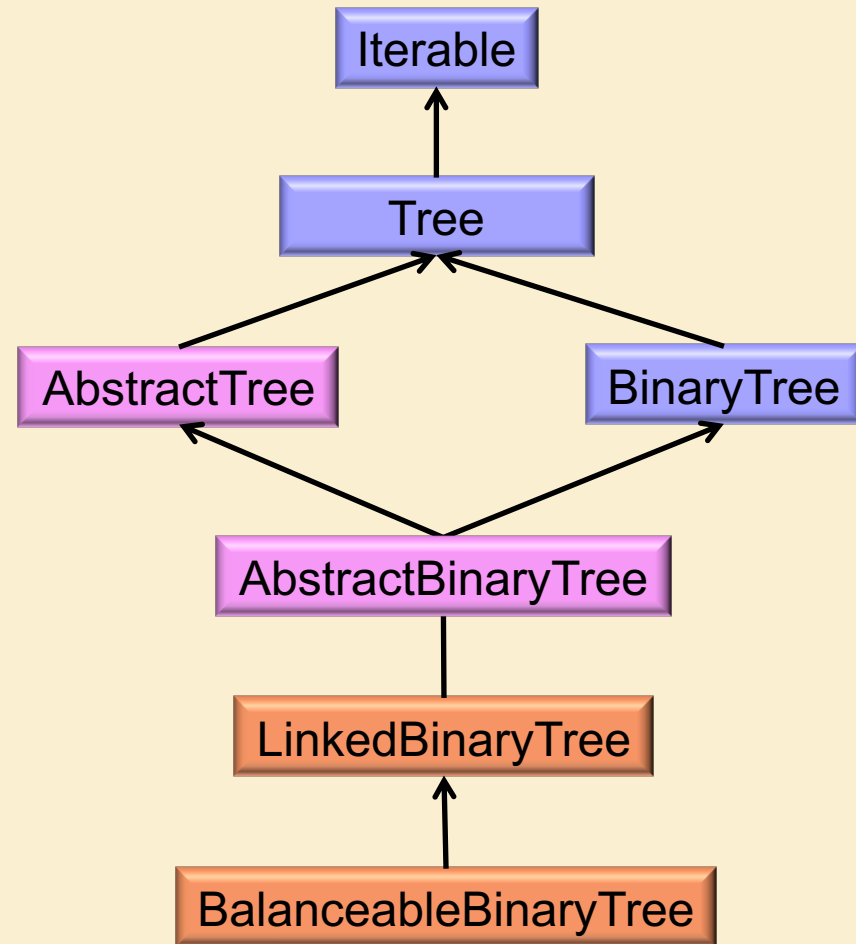 Iterable
Tree
AbstractTree
BinaryTree
AbstractBinaryTree
LinkedBinaryTree
BalanceableBinaryTree